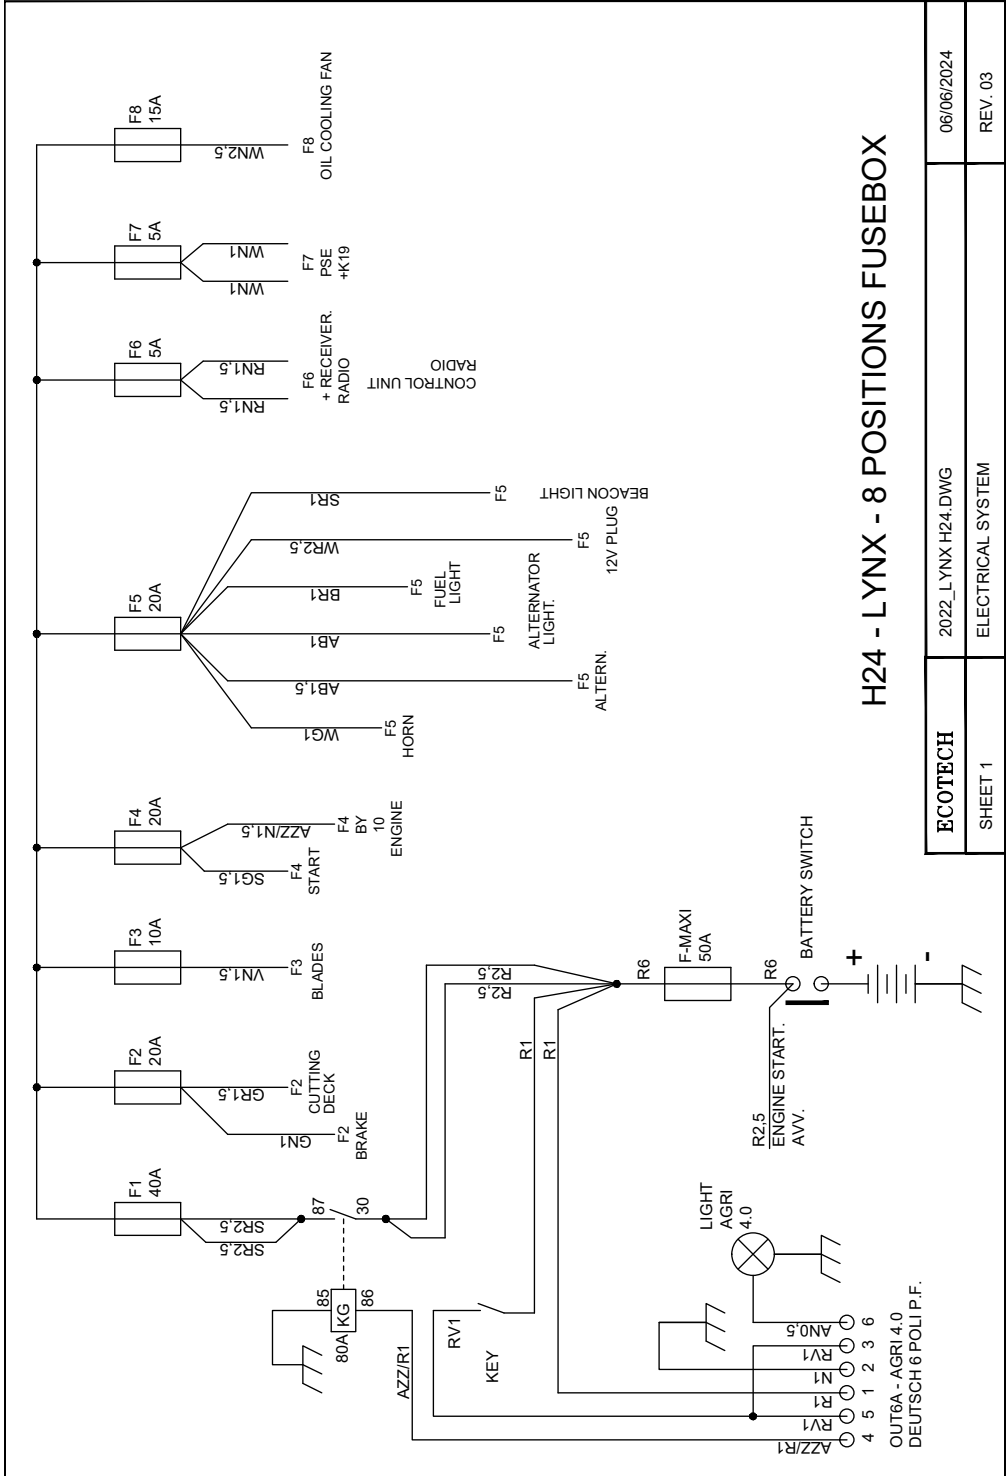 F1
40A
F2
20A
F3
10A
F4
20A
F5
20A
F6
5A
F7
5A
F8
15A
SR2,5
SR2,5
GN1
GR1,5
VN1,5
SG1,5
AZZ/N1,5
WG1
AB1,5
AB1
BR1
WR2,5
SR1
RN1,5
RN1,5
WN1
WN1
WN2,5
F2
BRAKE
F2
CUTTING
DECK
F3
BLADES
F4
START
F4
BY
10
ENGINE
F5
HORN
F5
ALTERN.
F5
ALTERNATOR
LIGHT.
F5
FUEL
LIGHT
F5
12V PLUG
F5
BEACON LIGHT
F6
+ RECEIVER.
RADIO
CONTROL UNIT
RADIO
F7
PSE
+K19
F8
OIL COOLING FAN
87
30
85
86
KG
80A
AZZ/R1
RV1
KEY
R1
R1
R2,5
R2,5
R6
F-MAXI
50A
R6
BATTERY SWITCH
+
-
R2,5
ENGINE START.
AVV.
LIGHT
AGRI
4.0
AZZ/R1
RV1
R1
N1
RV1
AN0,5
4
5
1
2
3
6
OUT6A - AGRI 4.0
DEUTSCH 6 POLI P.F.
H24 - LYNX - 8 POSITIONS FUSEBOX
ECOTECH
2022_LYNX H24.DWG
06/06/2024
SHEET 1
ELECTRICAL SYSTEM
REV. 03